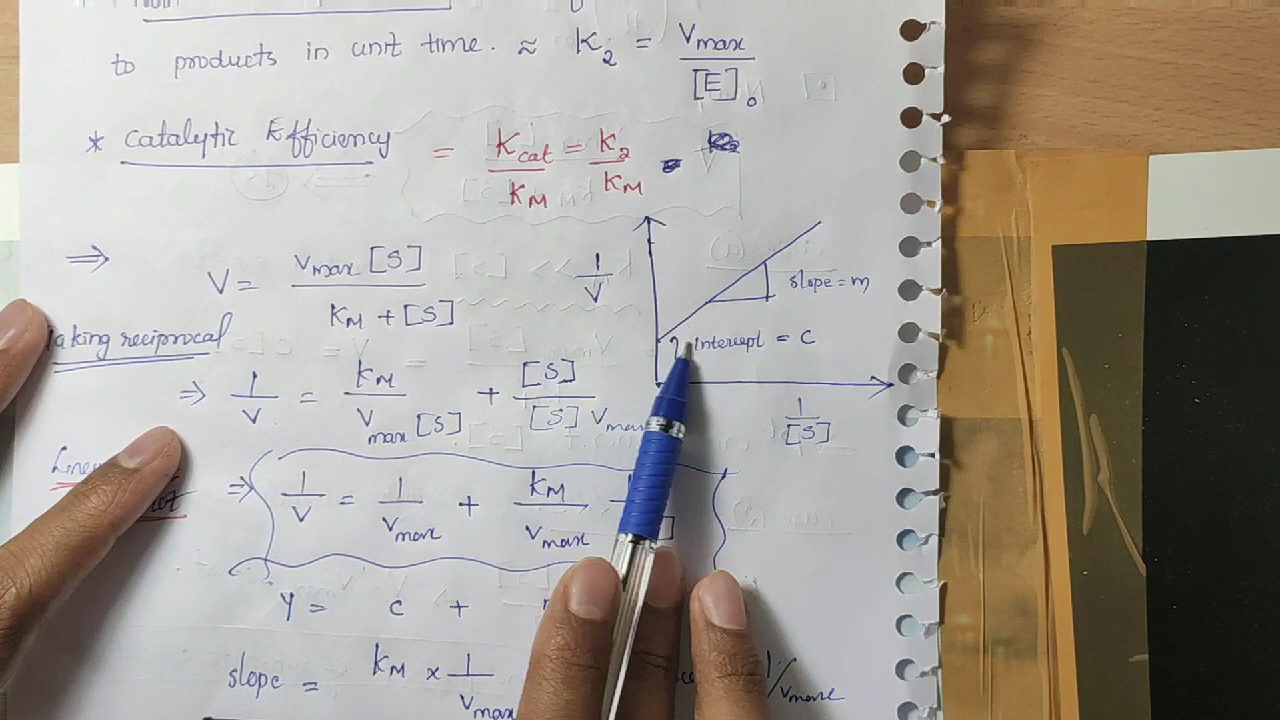 to products in unit time. ≈ K₂ = Vmax / [E]₀
* Catalytic Efficiency = Kcat / KM = K₂ / KM
⇒ V = Vmax [S] / KM + [S]
1/V
slope = m
Intercept = C
1/[S]
Taking reciprocal
⇒ 1/V = KM / Vmax [S] + [S] / [S] Vmax
⇒ 1/V = 1/Vmax + KM / Vmax
Y = C +
slope = KM × 1/Vmax
1/Vmax